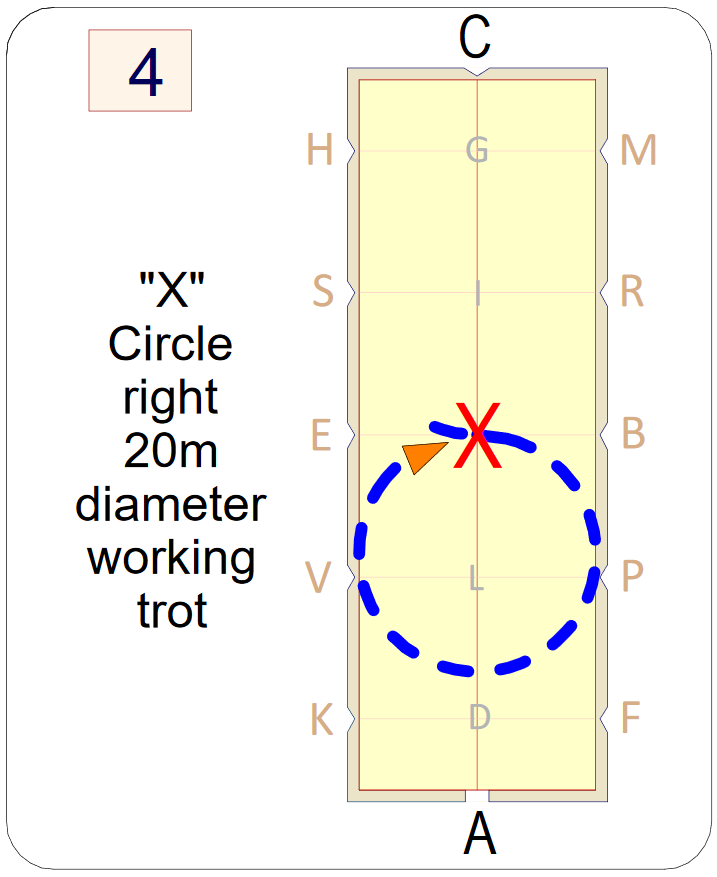 C
4
H G M
"X"
S I R
Circle
right
E X B
20m
diameter
working
V L P
trot
K D F
A